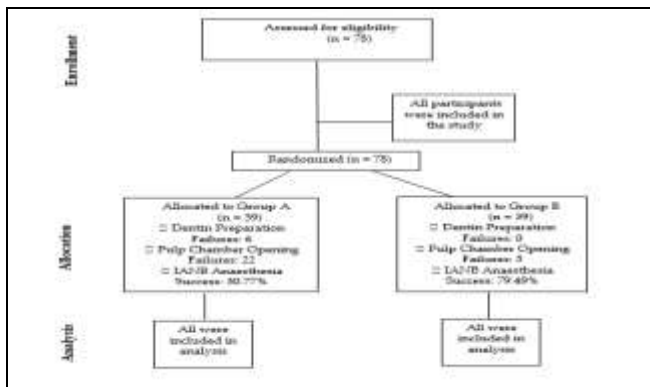 Enrollment
Assessed for eligibility
(n = 78)
All participants
were included in
the study
Randomized (n = 78)
Allocation
Allocated to Group A
(n = 39)
Dentin Preparation
Failures: 6
Pulp Chamber Opening
Failures: 22
IANB Anaesthesia
Success: 30.77%
Allocated to Group B
(n = 39)
Dentin Preparation
Failures:
Pulp Chamber Opening
Failures:
IANB Anaesthesia
Success: 79.49%
Analysis
All were
included in
analysis
All were
included in
analysis